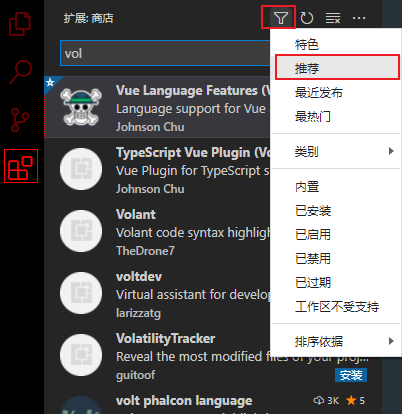 扩展: 商店
vol
Vue Language Features (
Language support for Vue
Johnson Chu
TypeScript Vue Plugin (Vo
Vue Plugin for TypeScript s
Johnson Chu
Volant
Volant code syntax highlig
TheDrone7
voltdev
Virtual assistant for develo
larizzatg
VolatilityTracker
Reveal the most modified files of your proj...
guitoof
安装
volt phalcon language
3K
5
特色
推荐
最近发布
最热门
类别
内置
已安装
已启用
已禁用
已过期
工作区不受支持
排序依据